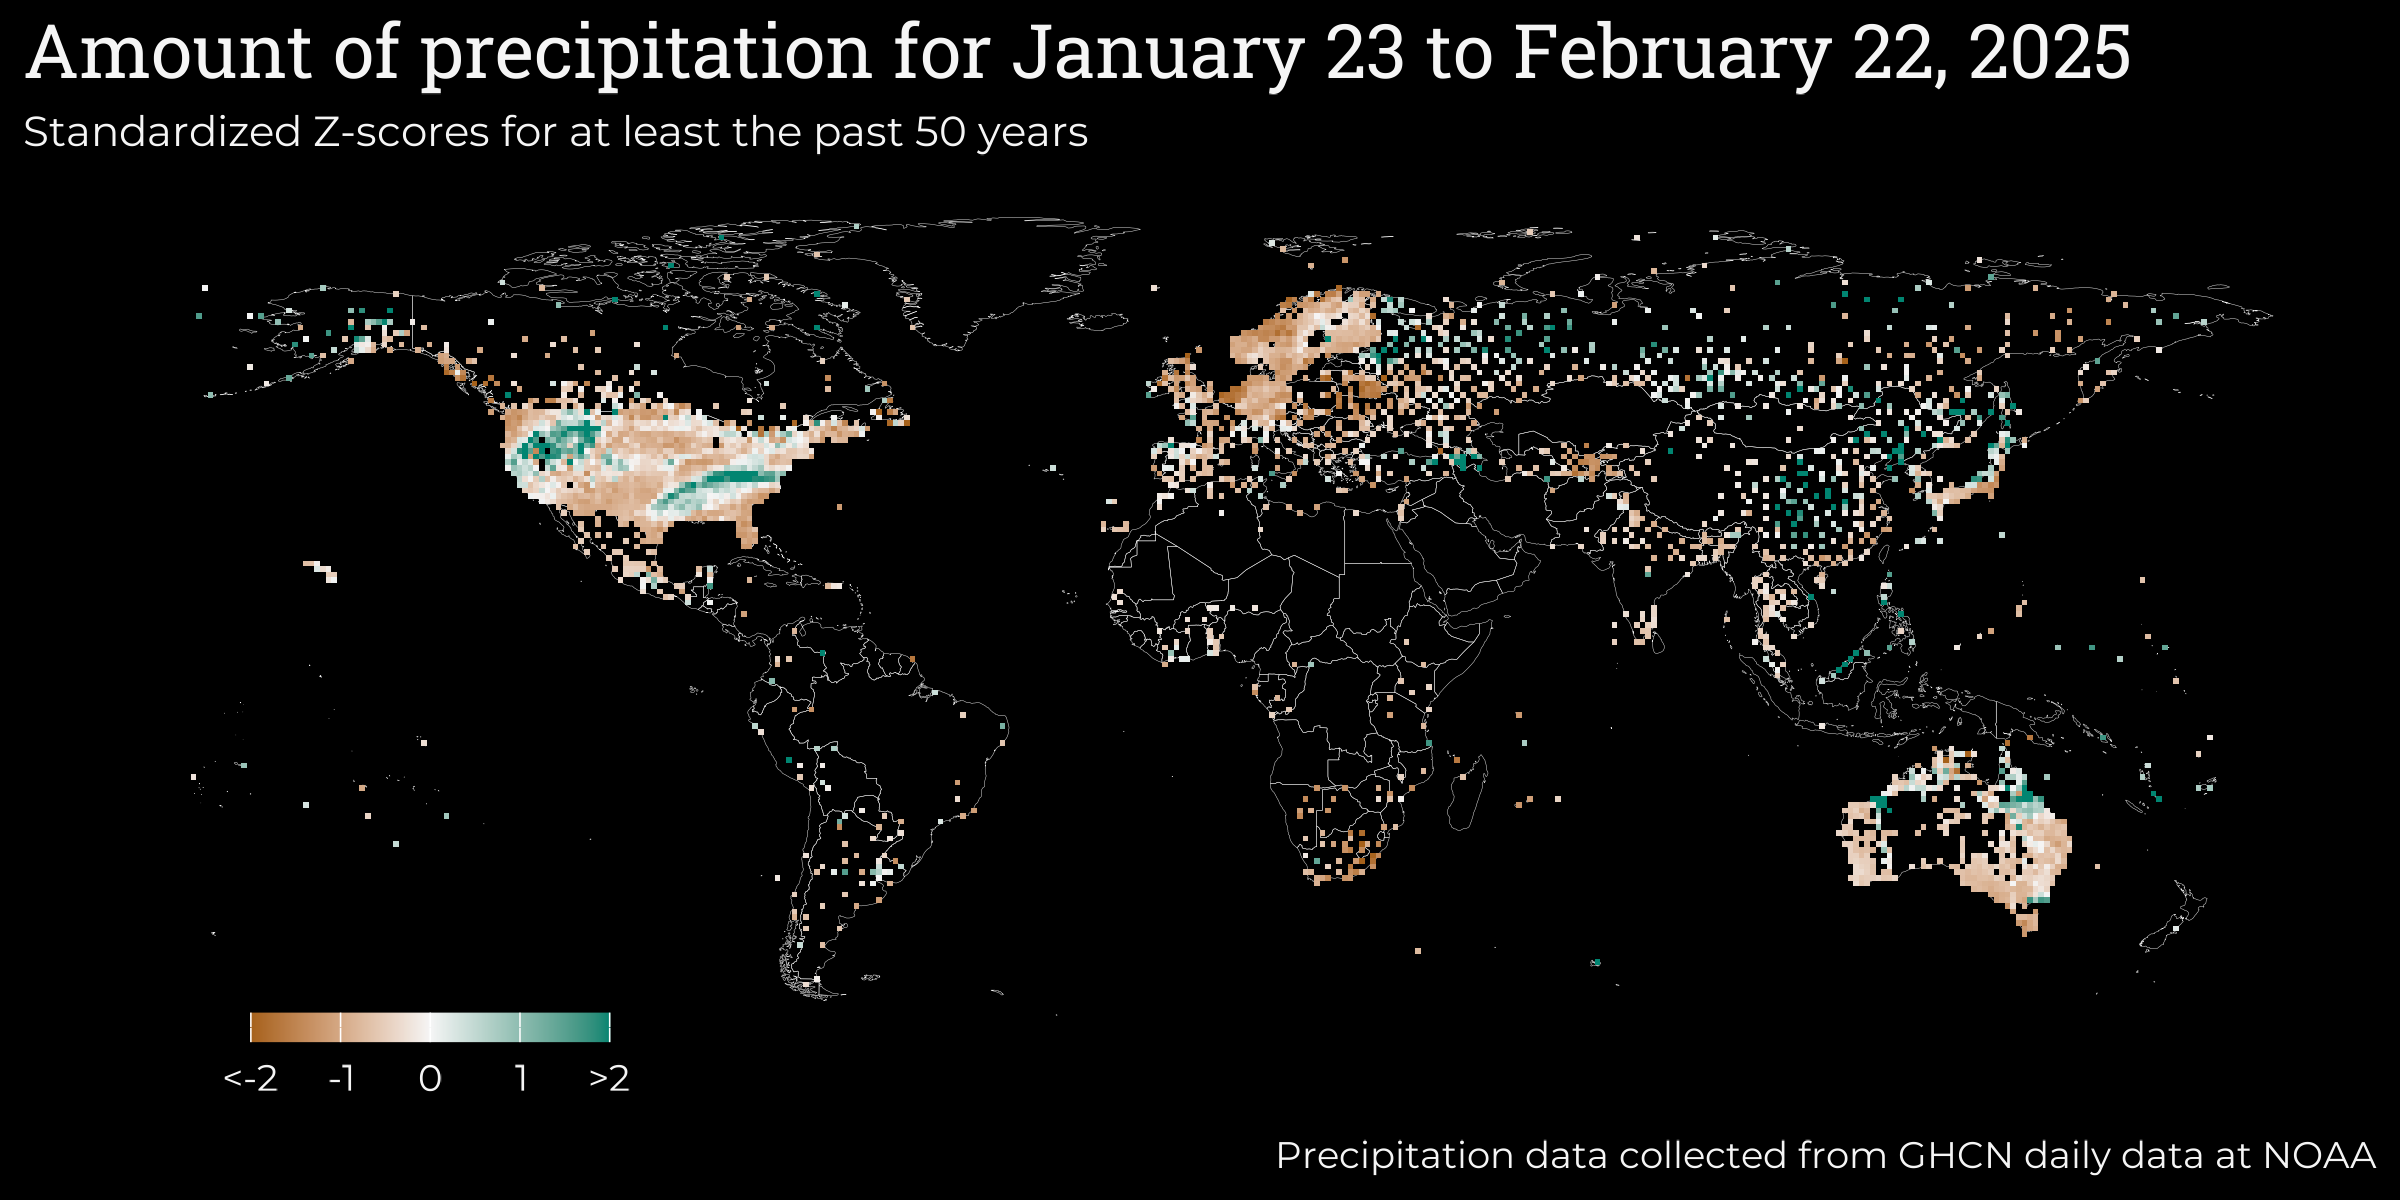 Amount of precipitation for January 23 to February 22, 2025
Standardized Z-scores for at least the past 50 years
<-2 -1 0 1 >2
Precipitation data collected from GHCN daily data at NOAA